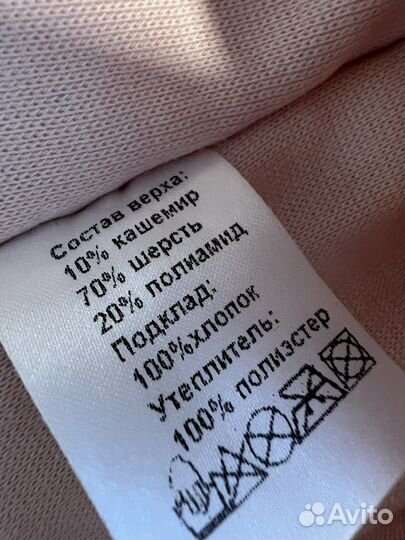 Состав верха:
10% кашемир
70% шерсть
20% полиамид
Подклад:
100%хлопок
Утеплитель:
100% полиэстер
Avito